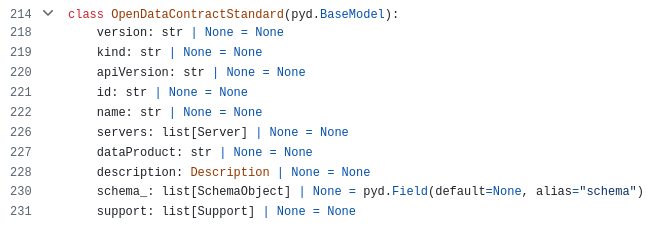 214 class OpenDataContractStandard(pyd.BaseModel):
218 version: str | None = None
219 kind: str | None = None
220 apiVersion: str | None = None
221 id: str | None = None
222 name: str | None = None
226 servers: list[Server] | None = None
227 dataProduct: str | None = None
228 description: Description | None = None
230 schema_: list[SchemaObject] | None = pyd.Field(default=None, alias="schema")
231 support: list[Support] | None = None